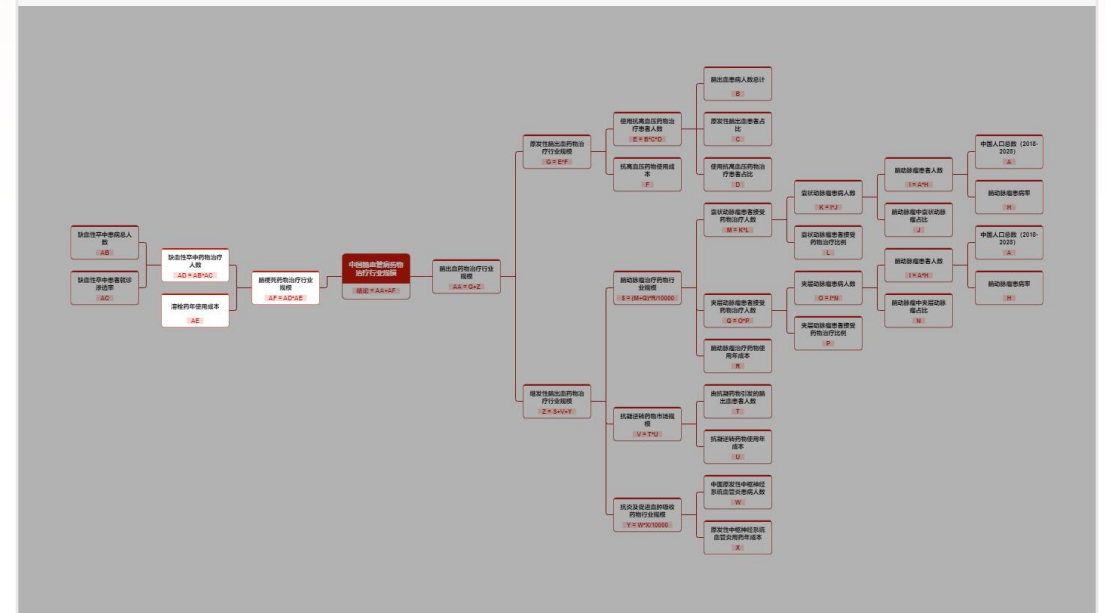 脑出血患病人数总计
B
使用抗高血压药物治
疗患者人数
E = B*C*D
原发性脑出血患者占
比
C
中国人口总数（2018-
2028）
A
原发性脑出血药物治
疗行业规模
G = E*F
抗高血压药物使用成
本
F
使用抗高血压药物治
疗患者占比
D
脑动脉瘤患者人数
I = A*H
脑动脉瘤患病率
H
囊状动脉瘤患病人数
K = I*J
囊状动脉瘤患者接受
药物治疗人数
M = K*L
脑动脉瘤中囊状动脉
瘤占比
J
缺血性卒中患病总人
数
AB
囊状动脉瘤患者接受
药物治疗比例
L
中国人口总数（2018-
2028）
A
缺血性卒中药物治疗
人数
AD = AB*AC
中国脑血管病药物
治疗行业规模
结论 = AA+AF
脑出血药物治疗行业
规模
AA = G+Z
脑动脉瘤患者人数
I = A*H
缺血性卒中患者就诊
渗透率
AC
脑梗死药物治疗行业
规模
AF = AD*AE
脑动脉瘤治疗药物行
业规模
S = (M+Q)*R/10000
夹层动脉瘤患者接受
药物治疗人数
Q = O*P
夹层动脉瘤患病人数
O = I*N
脑动脉瘤患病率
H
溶栓药年使用成本
AE
脑动脉瘤中夹层动脉
瘤占比
N
夹层动脉瘤患者接受
药物治疗比例
P
脑动脉瘤治疗药物使
用年成本
R
继发性脑出血药物治
疗行业规模
Z = S+V+Y
由抗凝药物引发的脑
出血患者人数
T
抗凝逆转药物市场规
模
V = T*U
抗凝逆转药物使用年
成本
U
中国原发性中枢神经
系统血管炎患病人数
W
抗炎及促进血肿吸收
药物行业规模
Y = W*X/10000
原发性中枢神经系统
血管炎用药年成本
X